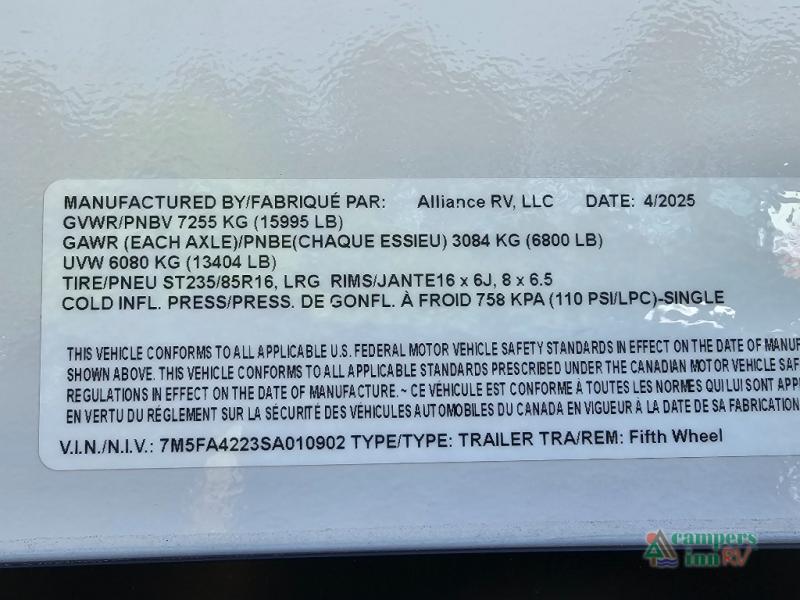 MANUFACTURED BY/FABRIQUÉ PAR: Alliance RV, LLC DATE: 4/2025
GVWR/PNBV 7255 KG (15995 LB)
GAWR (EACH AXLE)/PNBE(CHAQUE ESSIEU) 3084 KG (6800 LB)
UVW 6080 KG (13404 LB)
TIRE/PNEU ST235/85R16, LRG RIMS/JANTE16 x 6J, 8 x 6.5
COLD INFL. PRESS/PRESS. DE GONFL. À FROID 758 KPA (110 PSI/LPC)-SINGLE
THIS VEHICLE CONFORMS TO ALL APPLICABLE U.S. FEDERAL MOTOR VEHICLE SAFETY STANDARDS IN EFFECT ON THE DATE OF MANUF
SHOWN ABOVE. THIS VEHICLE CONFORMS TO ALL APPLICABLE STANDARDS PRESCRIBED UNDER THE CANADIAN MOTOR VEHICLE SAF
REGULATIONS IN EFFECT ON THE DATE OF MANUFACTURE. ~ CE VÉHICULE EST CONFORME À TOUTES LES NORMES QUI LUI SONT APP
EN VERTU DU RÉGLEMENT SUR LA SÉCURITÉ DES VÉHICULES AUTOMOBILES DU CANADA EN VIGUEUR À LA DATE DE SA FABRICATION
V.I.N./N.I.V.: 7M5FA4223SA010902 TYPE/TYPE: TRAILER TRA/REM: Fifth Wheel
campers
inn RV